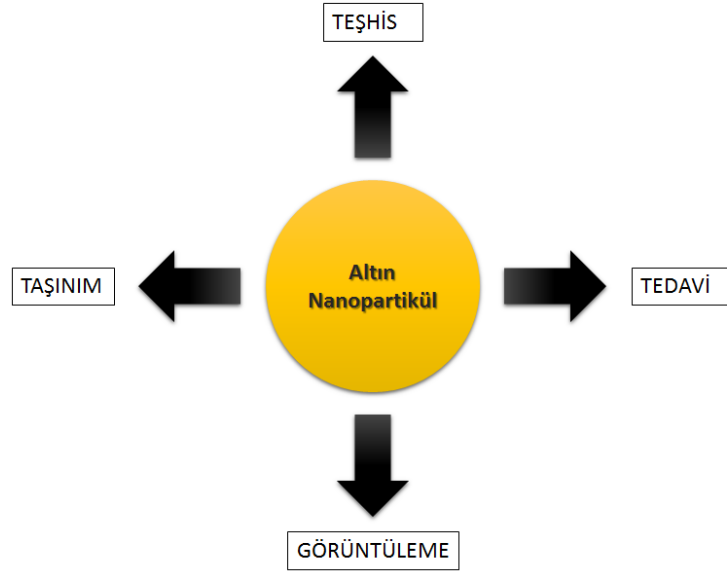 TEŞHİS
TAŞINIM
Altın
Nanopartikül
TEDAVİ
GÖRÜNTÜLEME